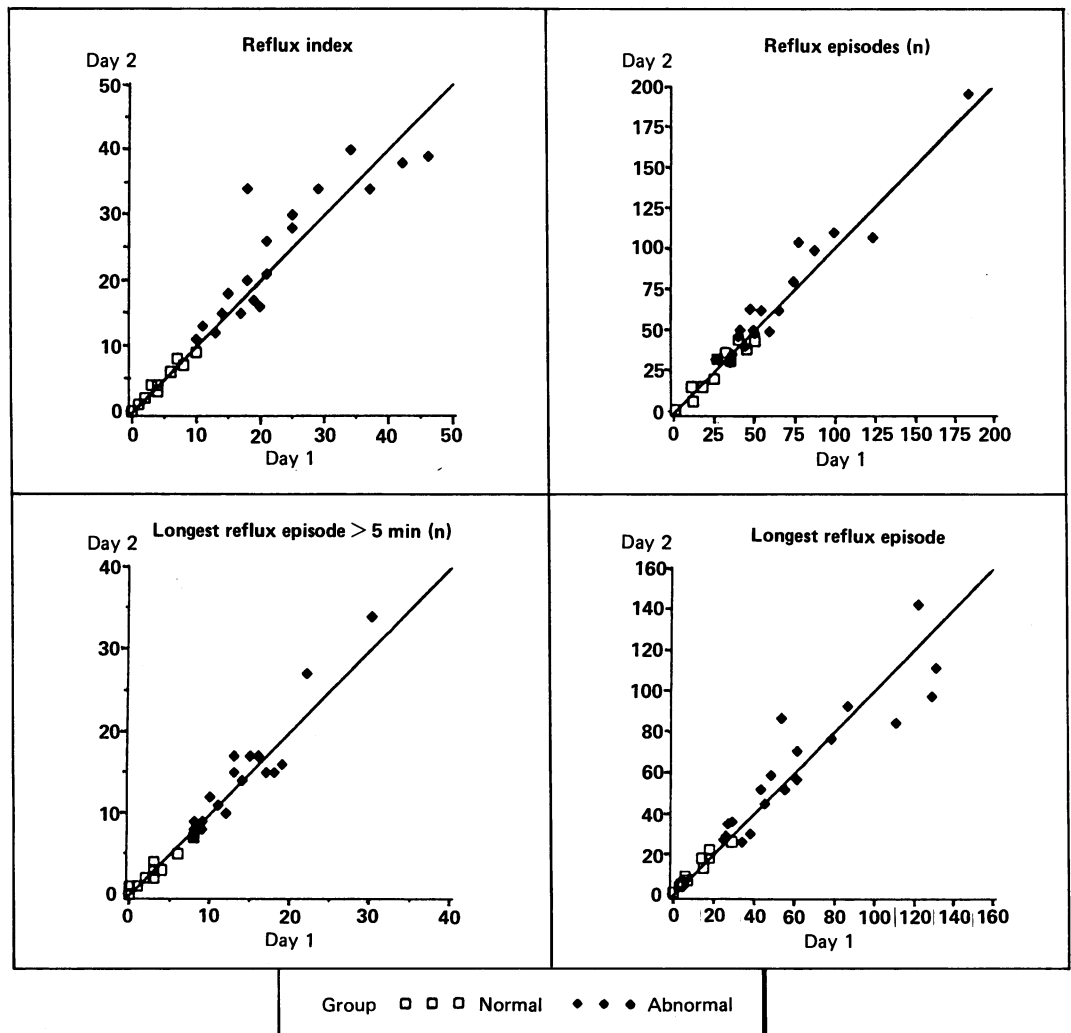 Reflux index
Day 2
50
40
30
20
10
0
0 10 20 30 40 50
Day 1
Reflux episodes (n)
Day 2
200
175
150
125
100
75
50
25
0
0 25 50 75 100 125 150 175 200
Day 1
Longest reflux episode > 5 min (n)
Day 2
40
30
20
10
0
0 10 20 30 40
Day 1
Longest reflux episode
Day 2
160
140
120
100
80
60
40
20
0
0 20 40 60 80 100 120 140 160
Day 1
Group Normal Abnormal